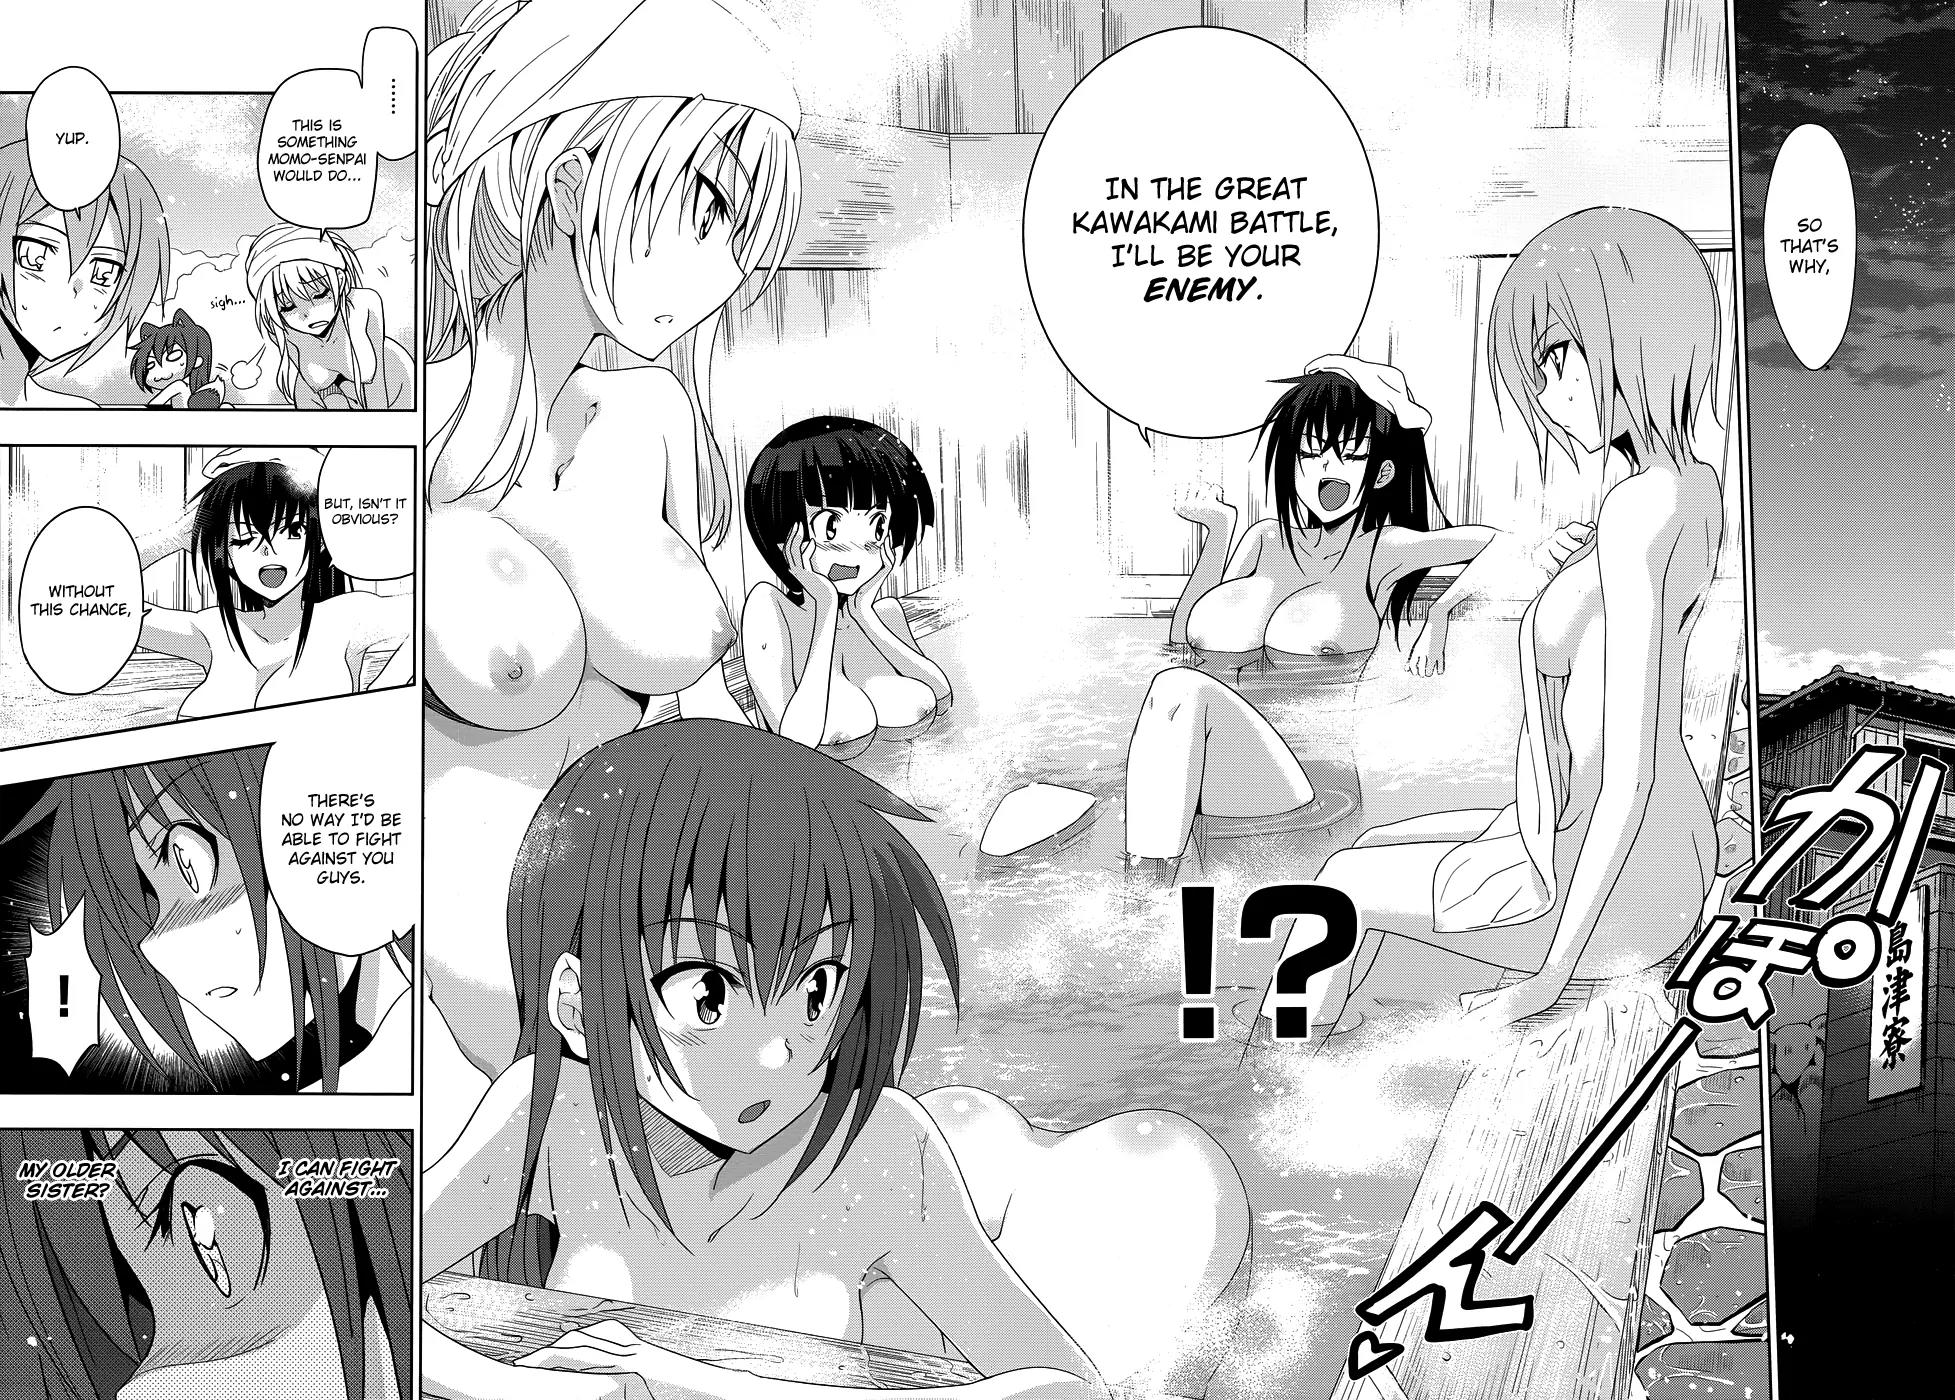 SO
THAT'S
WHY,
島津寮
かぽーん
IN THE GREAT
KAWAKAMI BATTLE,
I'LL BE YOUR
ENEMY.
!?
......
THIS IS
SOMETHING
MOMO-SENPAI
WOULD DO...
sigh...
YUP.
BUT, ISN'T IT
OBVIOUS?
WITHOUT
THIS CHANCE,
THERE'S
NO WAY I'D BE
ABLE TO FIGHT
AGAINST YOU
GUYS.
!
I CAN FIGHT
AGAINST...
MY OLDER
SISTER?